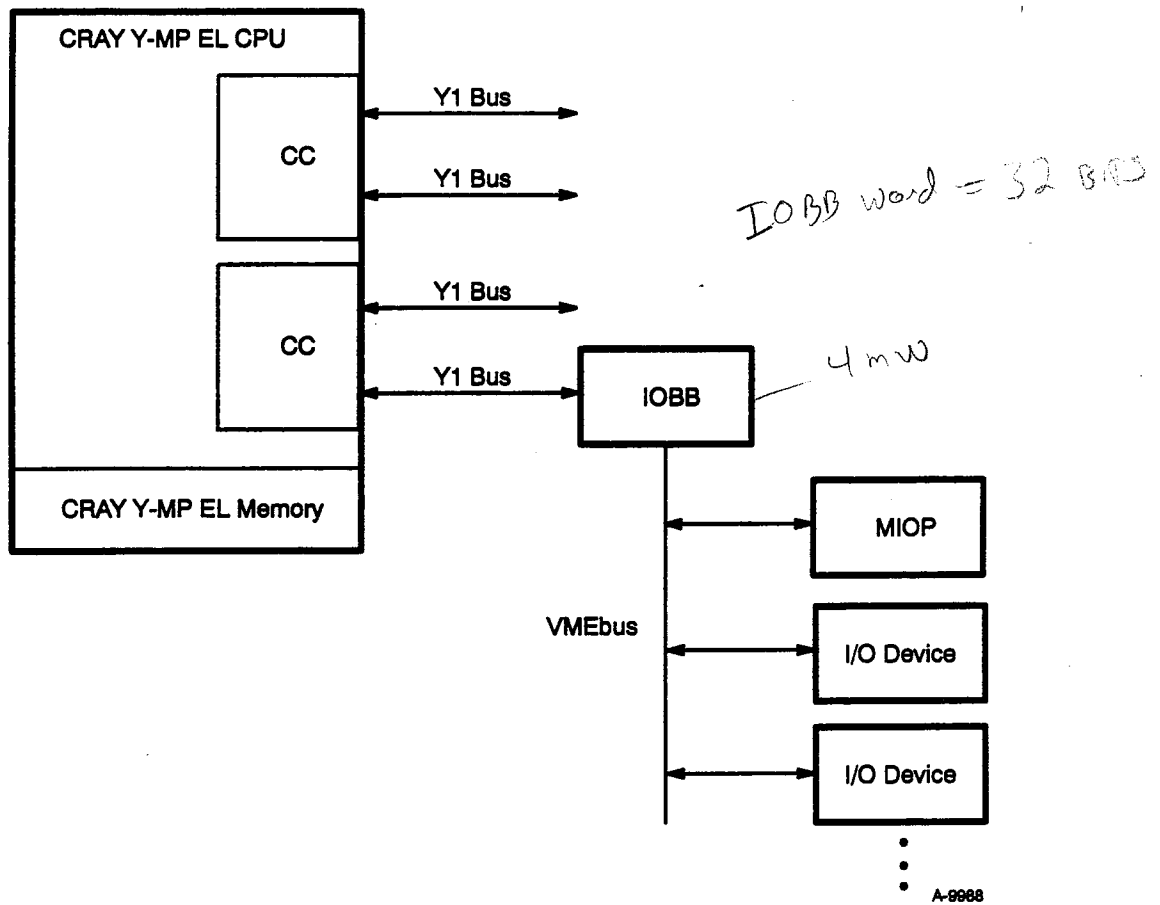 CRAY Y-MP EL CPU
CC
Y1 Bus
Y1 Bus
IOBB word = 32 BITS
CC
Y1 Bus
Y1 Bus
IOBB
4 mw
CRAY Y-MP EL Memory
MIOP
VMEbus
I/O Device
I/O Device
A-9988